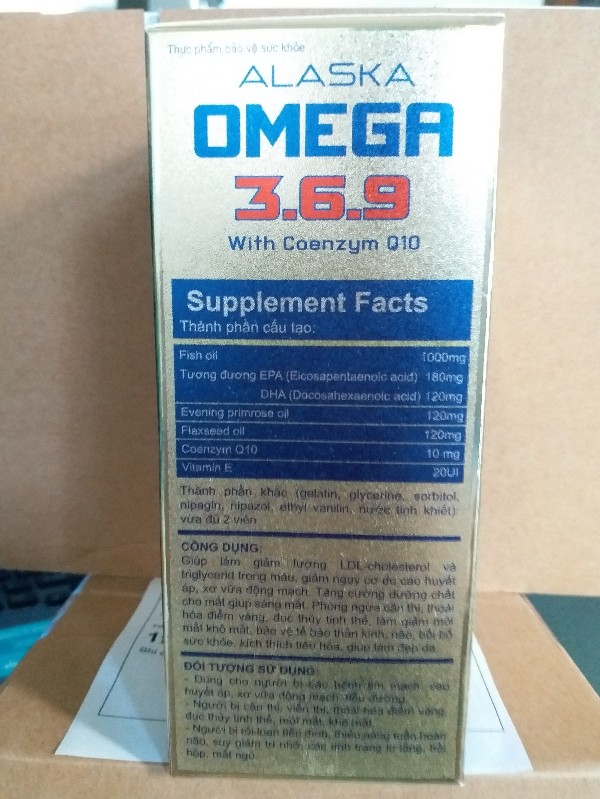 Thực phẩm bảo vệ sức khỏe
ALASKA
OMEGA
3.6.9
With Coenzym Q10
Supplement Facts
Thành phần cấu tạo:
Fish oil 1000mg
Tương đương EPA (Eicosapentaenoic acid) 180mg
DHA (Docosahexaenoic acid) 120mg
Evening primrose oil 120mg
Flaxseed oil 120mg
Coenzym Q10 10 mg
Vitamin E 20UI
Thành phần khác (gelatin, glycerine, sorbitol,
nipagin, nipazol, ethyl vanilin, nước tinh khiết)
vừa đủ 2 viên
CÔNG DỤNG:
Giúp làm giảm lượng LDL-cholesterol và
triglycerid trong máu, giảm nguy cơ do cao huyết
áp, xơ vữa động mạch. Tăng cường dưỡng chất
cho mắt giúp sáng mắt. Phòng ngừa cận thị, thoái
hóa điểm vàng, đục thủy tinh thể, làm giảm mỏi
mắt khô mắt, bảo vệ tế bào thần kinh, não, bồi bổ
sức khỏe, kích thích tiêu hóa, giúp làm đẹp da.
ĐỐI TƯỢNG SỬ DỤNG:
- Dùng cho người bị các bệnh tim mạch, cao
huyết áp, xơ vữa động mạch, tiểu đường.
- Người bị cận thị, viễn thị, thoái hóa điểm vàng,
đục thủy tinh thể, mỏi mắt, khô mắt.
- Người bị rối loạn tiền đình, thiểu năng tuần hoàn
não, suy giảm trí nhớ, các tình trạng lo lắng, hồi
hộp, mất ngủ.